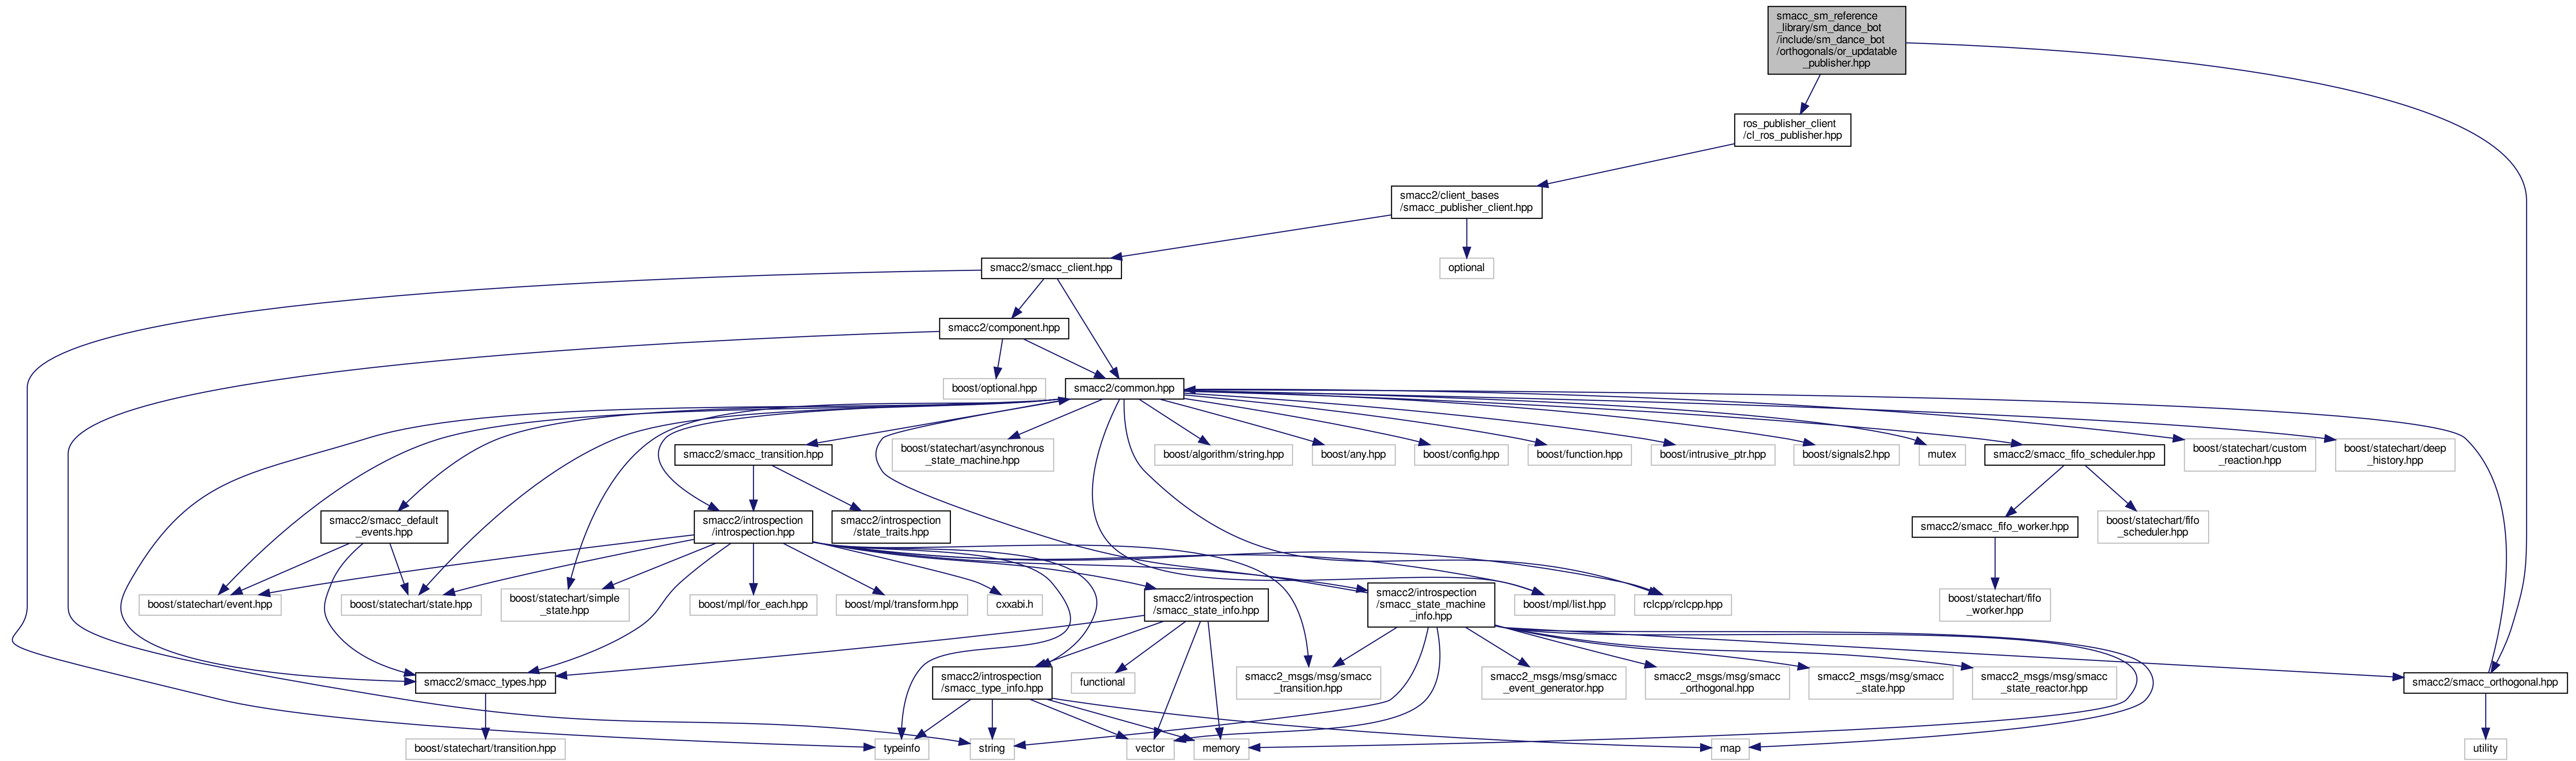 smacc_sm_reference
_library/sm_dance_bot
/include/sm_dance_bot
/orthogonals/or_updatable
_publisher.hpp
ros_publisher_client
/cl_ros_publisher.hpp
smacc2/client_bases
/smacc_publisher_client.hpp
smacc2/smacc_client.hpp
optional
smacc2/component.hpp
boost/optional.hpp
smacc2/common.hpp
smacc2/smacc_transition.hpp
boost/statechart/asynchronous
_state_machine.hpp
boost/algorithm/string.hpp
boost/any.hpp
boost/config.hpp
boost/function.hpp
boost/intrusive_ptr.hpp
boost/signals2.hpp
mutex
smacc2/smacc_fifo_scheduler.hpp
boost/statechart/custom
_reaction.hpp
boost/statechart/deep
_history.hpp
smacc2/smacc_default
_events.hpp
smacc2/introspection
/introspection.hpp
smacc2/introspection
/state_traits.hpp
smacc2/smacc_fifo_worker.hpp
boost/statechart/fifo
_scheduler.hpp
boost/statechart/event.hpp
boost/statechart/state.hpp
boost/statechart/simple
_state.hpp
boost/mpl/for_each.hpp
boost/mpl/transform.hpp
cxxabi.h
smacc2/introspection
/smacc_state_info.hpp
smacc2/introspection
/smacc_state_machine
_info.hpp
boost/mpl/list.hpp
rclcpp/rclcpp.hpp
boost/statechart/fifo
_worker.hpp
smacc2/smacc_types.hpp
smacc2/introspection
/smacc_type_info.hpp
functional
smacc2_msgs/msg/smacc
_transition.hpp
smacc2_msgs/msg/smacc
_event_generator.hpp
smacc2_msgs/msg/smacc
_orthogonal.hpp
smacc2_msgs/msg/smacc
_state.hpp
smacc2_msgs/msg/smacc
_state_reactor.hpp
smacc2/smacc_orthogonal.hpp
boost/statechart/transition.hpp
typeinfo
string
vector
memory
map
utility